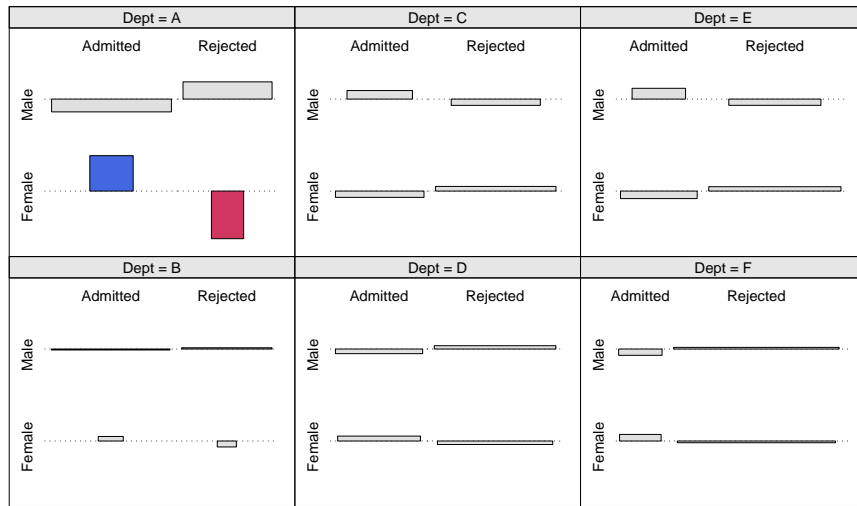 Dept = A
Admitted Rejected
Male
Female
Dept = C
Admitted Rejected
Male
Female
Dept = E
Admitted Rejected
Male
Female
Dept = B
Admitted Rejected
Male
Female
Dept = D
Admitted Rejected
Male
Female
Dept = F
Admitted Rejected
Male
Female